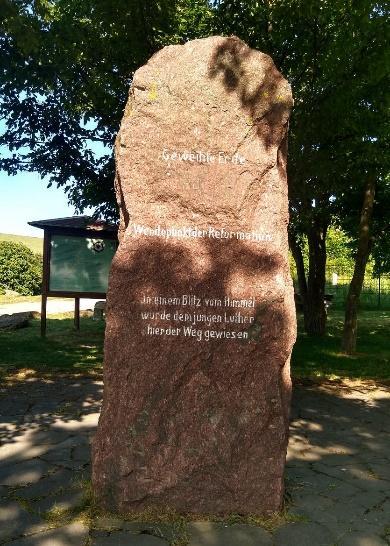 Geweihte Erde
Wendepunkt der Reformation
In einem Blitz vom Himmel
wurde dem jungen Luther
hier der Weg gewiesen